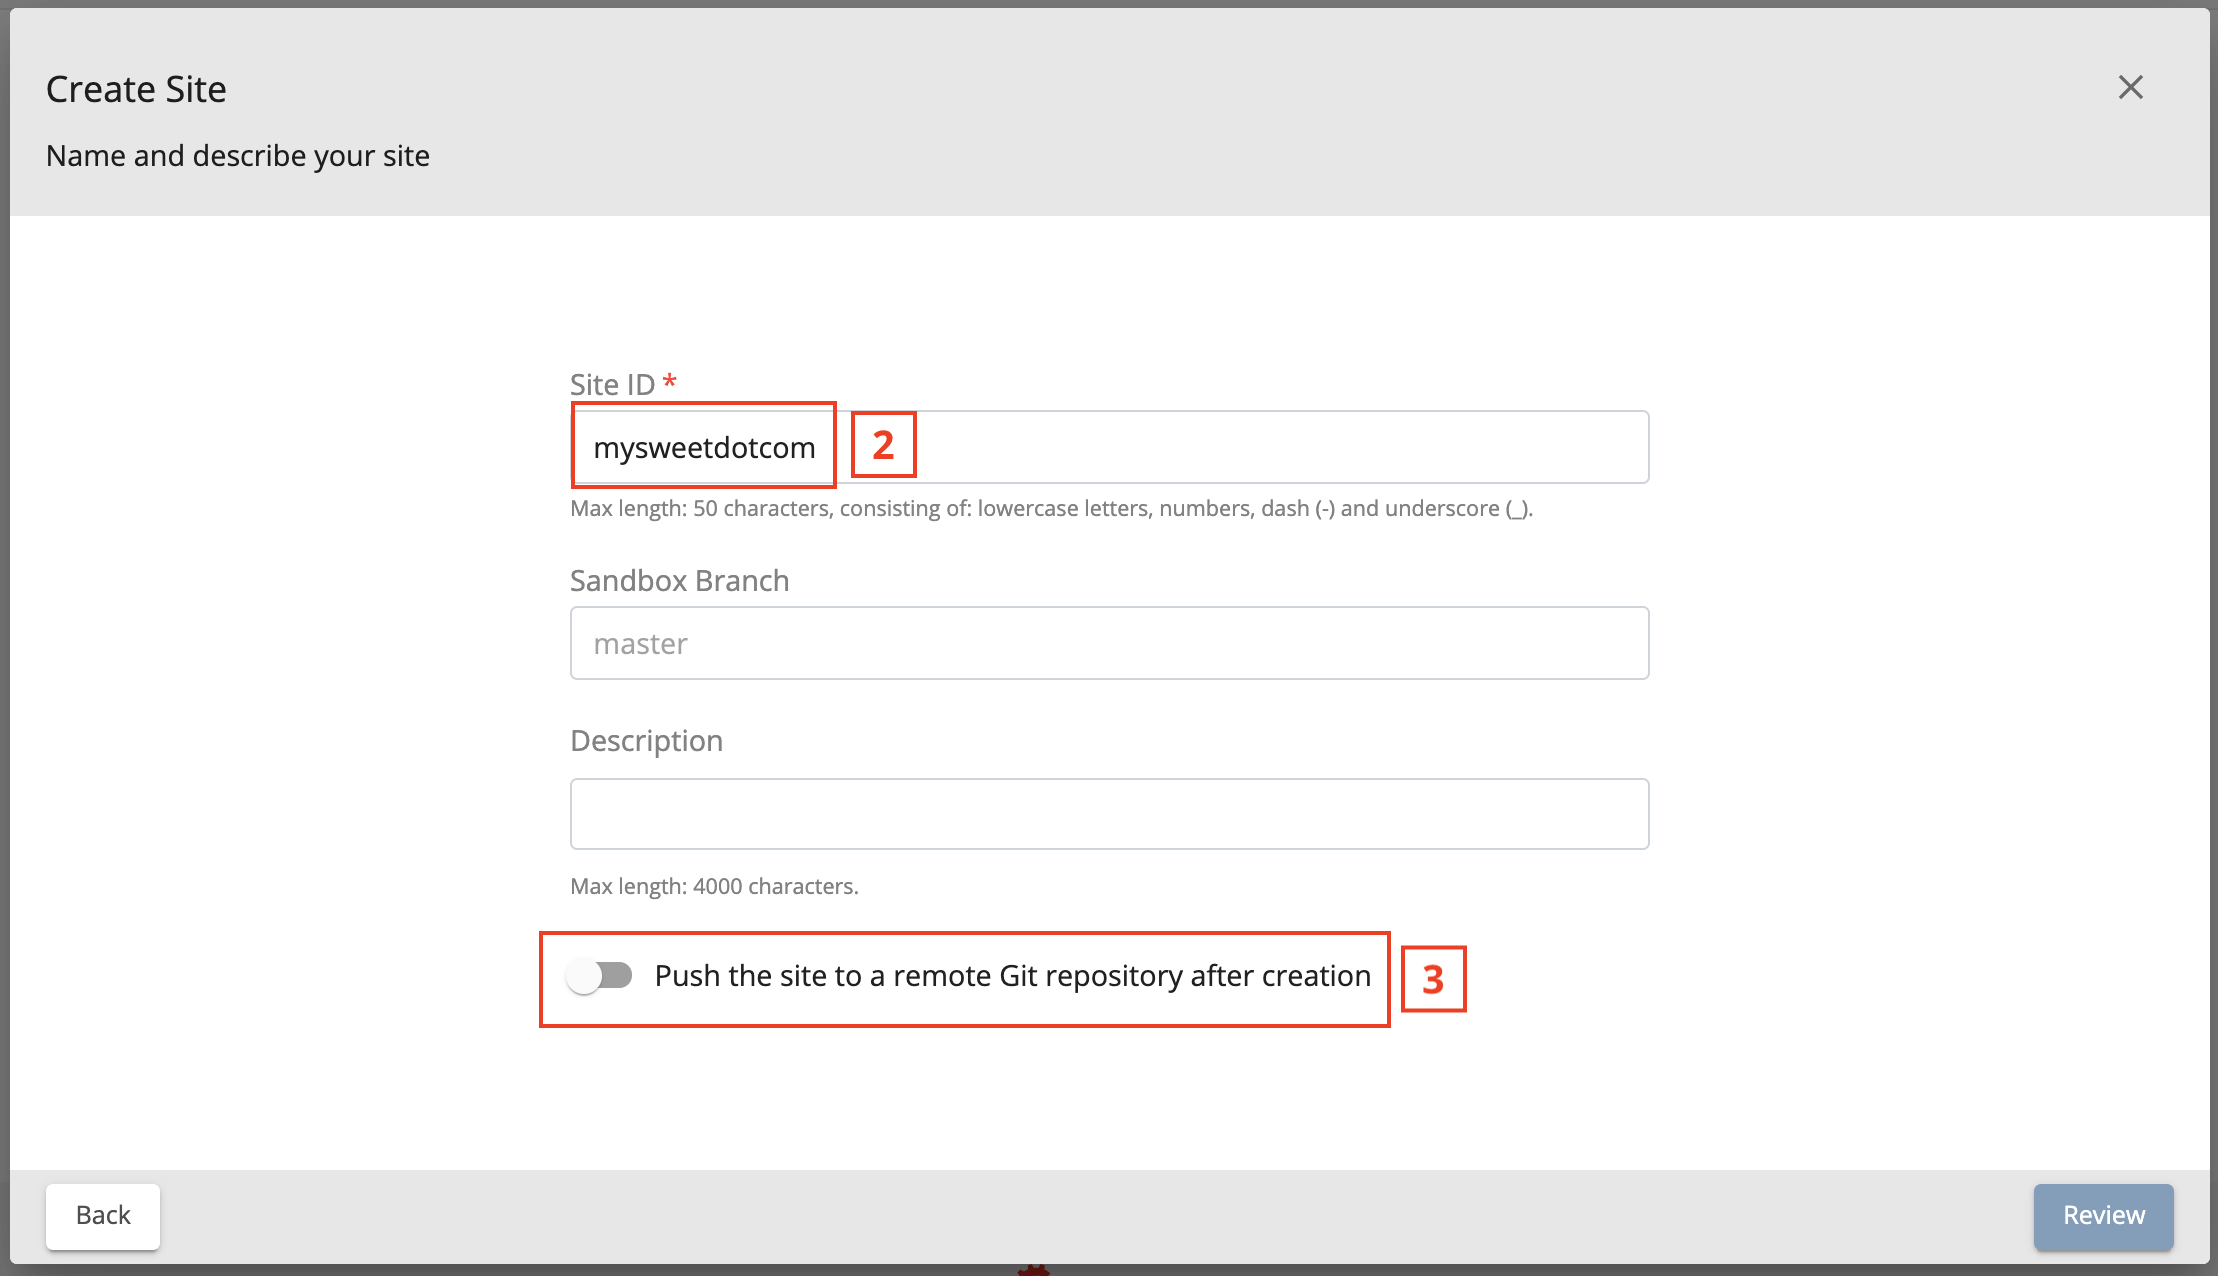 Create Site
Name and describe your site
Site ID *
mysweetdotcom 2
Max length: 50 characters, consisting of: lowercase letters, numbers, dash (-) and underscore (_).
Sandbox Branch
master
Description
Max length: 4000 characters.
Push the site to a remote Git repository after creation 3
Back
Review